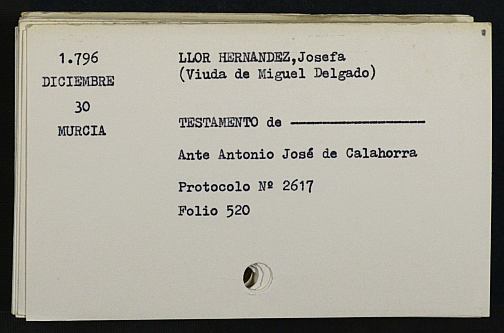 1.796
DICIEMBRE
30
MURCIA
LLOR HERNANDEZ,Josefa
(Viuda de Miguel Delgado)
TESTAMENTO de —————————
Ante Antonio José de Calahorra
Protocolo Nº 2617
Folio 520